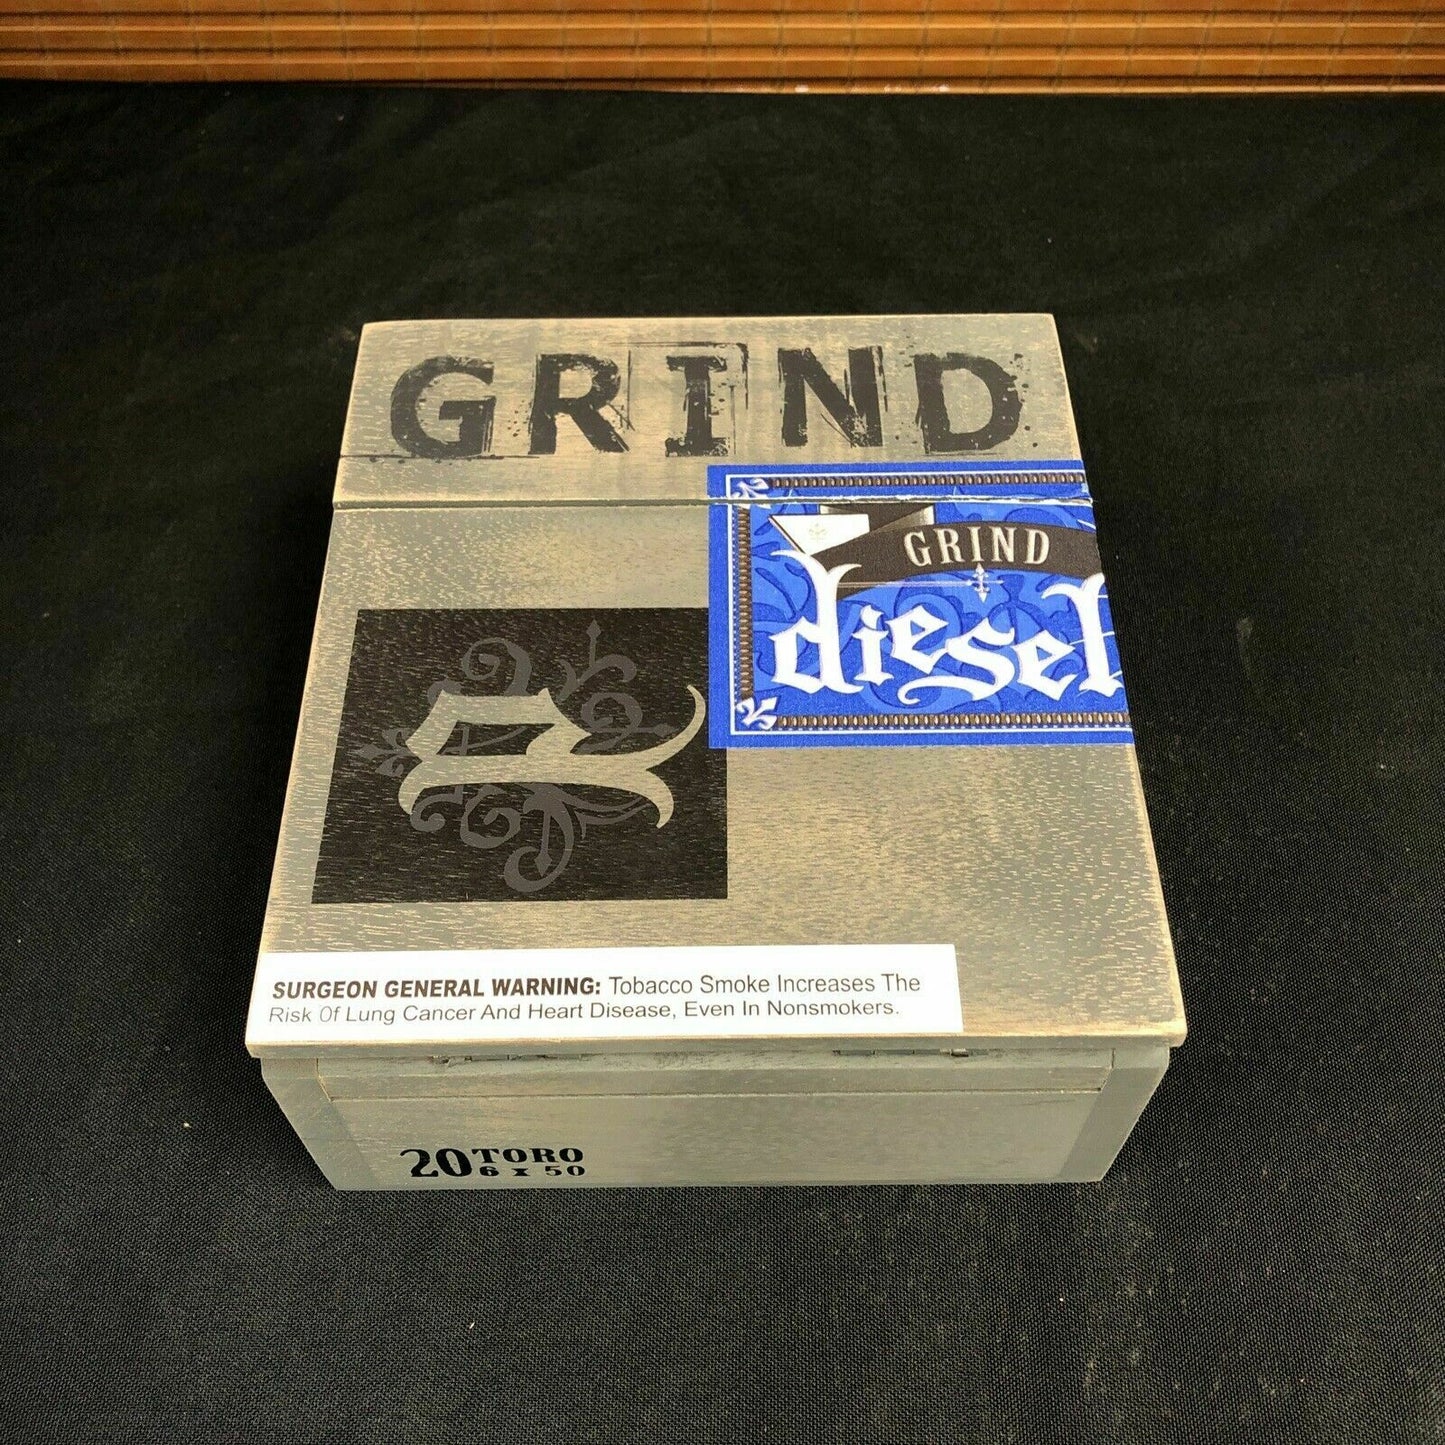 GRIND
GRIND
diesel
SURGEON GENERAL WARNING: Tobacco Smoke Increases The
Risk Of Lung Cancer And Heart Disease, Even In Nonsmokers.
20 TORO
6 x 50